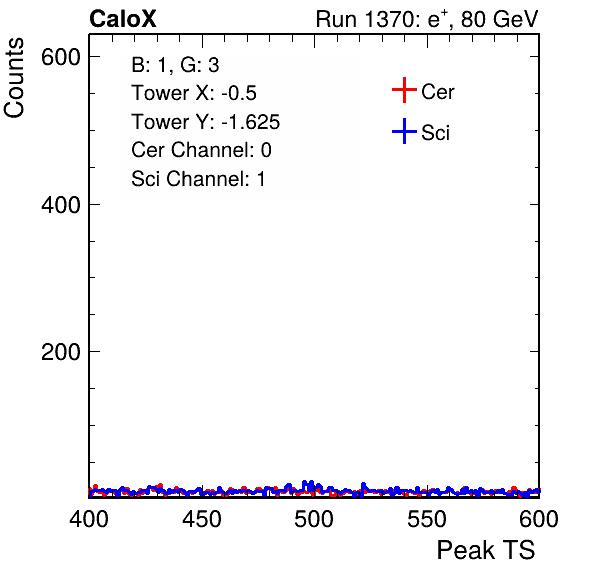 CaloX
Run 1370: e+, 80 GeV
Counts
600
400
200
B: 1, G: 3
Tower X: -0.5
Tower Y: -1.625
Cer Channel: 0
Sci Channel: 1
Cer
Sci
400 450 500 550 600
Peak TS